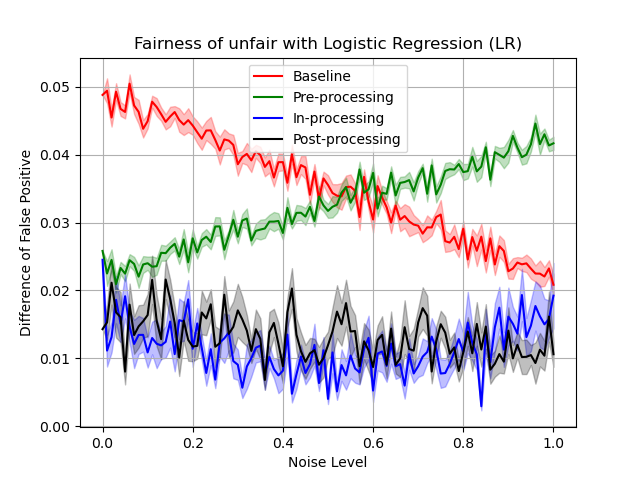 Fairness of unfair with Logistic Regression (LR)
Baseline
Pre-processing
In-processing
Post-processing
Difference of False Positive
0.05
0.04
0.03
0.02
0.01
0.00
0.0 0.2 0.4 0.6 0.8 1.0
Noise Level